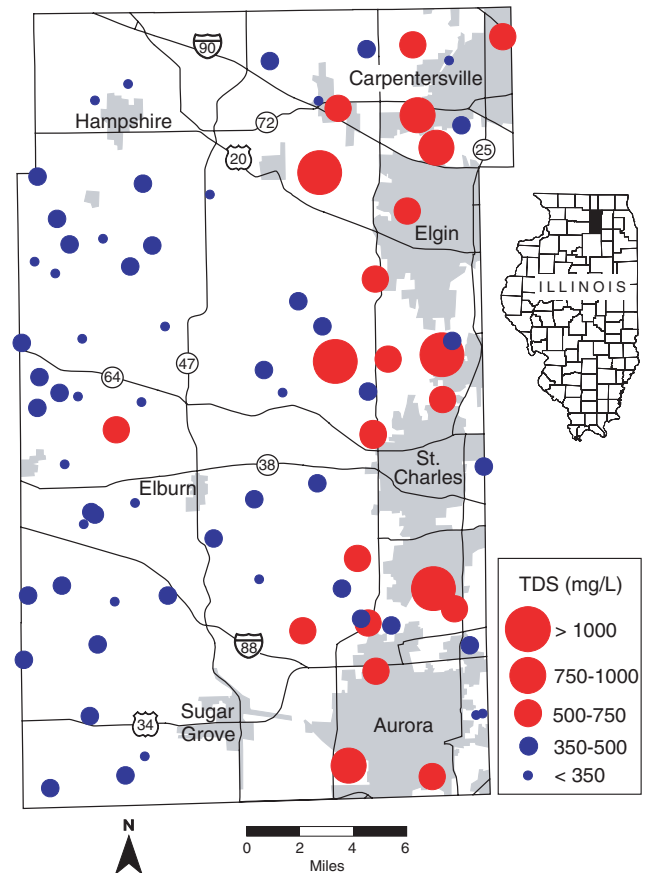 90
Carpentersville
Hampshire
72
20
25
Elgin
ILLINOIS
47
64
38
St.
Charles
Elburn
TDS (mg/L)
> 1000
750-1000
500-750
350-500
< 350
88
Sugar
Grove
34
Aurora
N
0 2 4 6
Miles